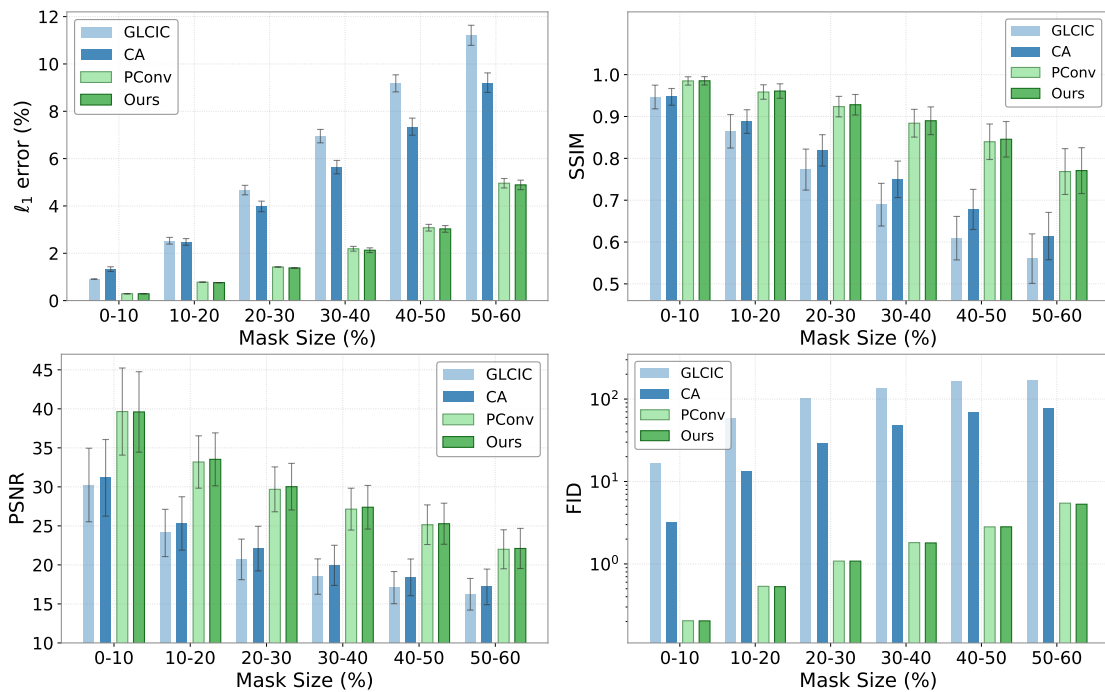 12
10
8
6
4
2
0
ℓ₁ error (%)
GLCIC
CA
PConv
Ours
0-10
10-20
20-30
30-40
40-50
50-60
Mask Size (%)
1.0
0.9
0.8
0.7
0.6
0.5
SSIM
GLCIC
CA
PConv
Ours
0-10
10-20
20-30
30-40
40-50
50-60
Mask Size (%)
45
40
35
30
25
20
15
10
PSNR
GLCIC
CA
PConv
Ours
0-10
10-20
20-30
30-40
40-50
50-60
Mask Size (%)
10²
10¹
10⁰
FID
GLCIC
CA
PConv
Ours
0-10
10-20
20-30
30-40
40-50
50-60
Mask Size (%)